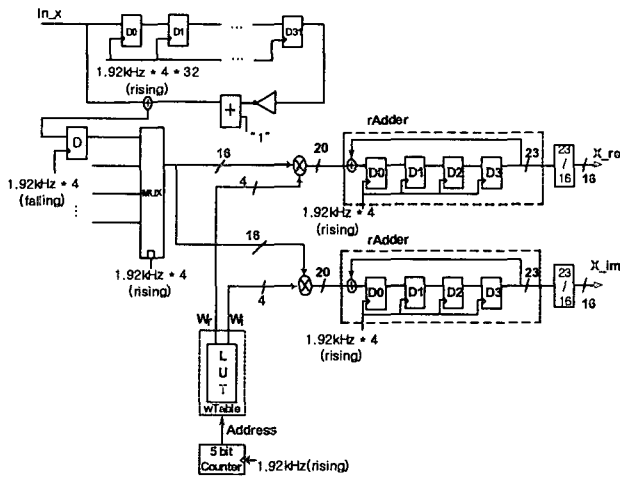 In_x
D0 D1 ... D31
...
1.92kHz * 4 * 32
(rising)
+
"1"
rAdder
D
MUX
16
20
D0 D1 D2 D3
23
23
/
16
X_re
16
4
1.92kHz * 4
(falling)
1.92kHz * 4
(rising)
1.92kHz * 4
(rising)
rAdder
16
20
D0 D1 D2 D3
23
23
/
16
X_im
16
4
1.92kHz * 4
(rising)
Wr Wi
L
U
T
wTable
Address
5 bit
Counter
1.92kHz(rising)